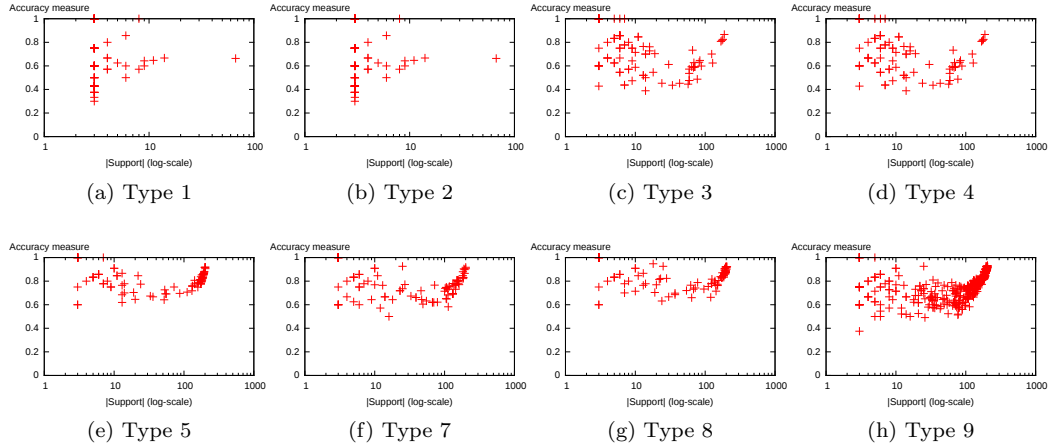 Accuracy measure
1
0.8
0.6
0.4
0.2
0
1 10 100
|Support| (log-scale)
(a) Type 1
Accuracy measure
1
0.8
0.6
0.4
0.2
0
1 10 100
|Support| (log-scale)
(b) Type 2
Accuracy measure
1
0.8
0.6
0.4
0.2
0
1 10 100 1000
|Support| (log-scale)
(c) Type 3
Accuracy measure
1
0.8
0.6
0.4
0.2
0
1 10 100 1000
|Support| (log-scale)
(d) Type 4
Accuracy measure
1
0.8
0.6
0.4
0.2
0
1 10 100 1000
|Support| (log-scale)
(e) Type 5
Accuracy measure
1
0.8
0.6
0.4
0.2
0
1 10 100 1000
|Support| (log-scale)
(f) Type 7
Accuracy measure
1
0.8
0.6
0.4
0.2
0
1 10 100 1000
|Support| (log-scale)
(g) Type 8
Accuracy measure
1
0.8
0.6
0.4
0.2
0
1 10 100 1000
|Support| (log-scale)
(h) Type 9